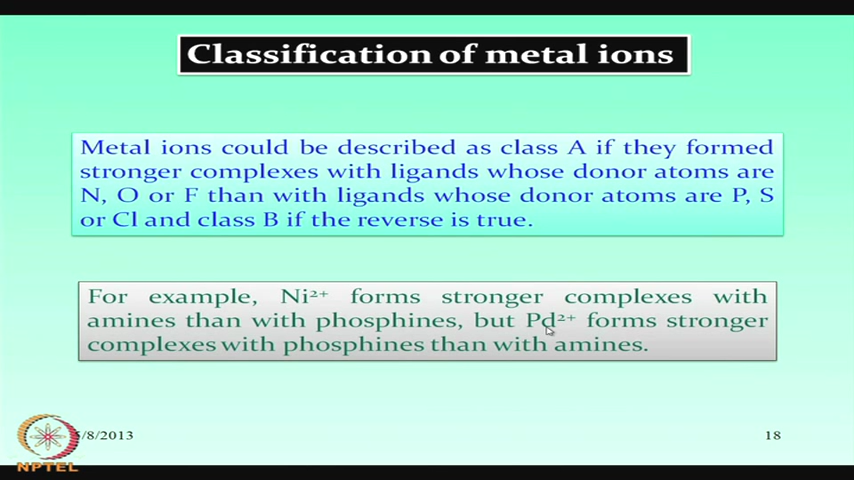 Classification of metal ions
Metal ions could be described as class A if they formed
stronger complexes with ligands whose donor atoms are
N, O or F than with ligands whose donor atoms are P, S
or Cl and class B if the reverse is true.
For example, Ni²⁺ forms stronger complexes with
amines than with phosphines, but Pd²⁺ forms stronger
complexes with phosphines than with amines.
5/8/2013
18
NPTEL